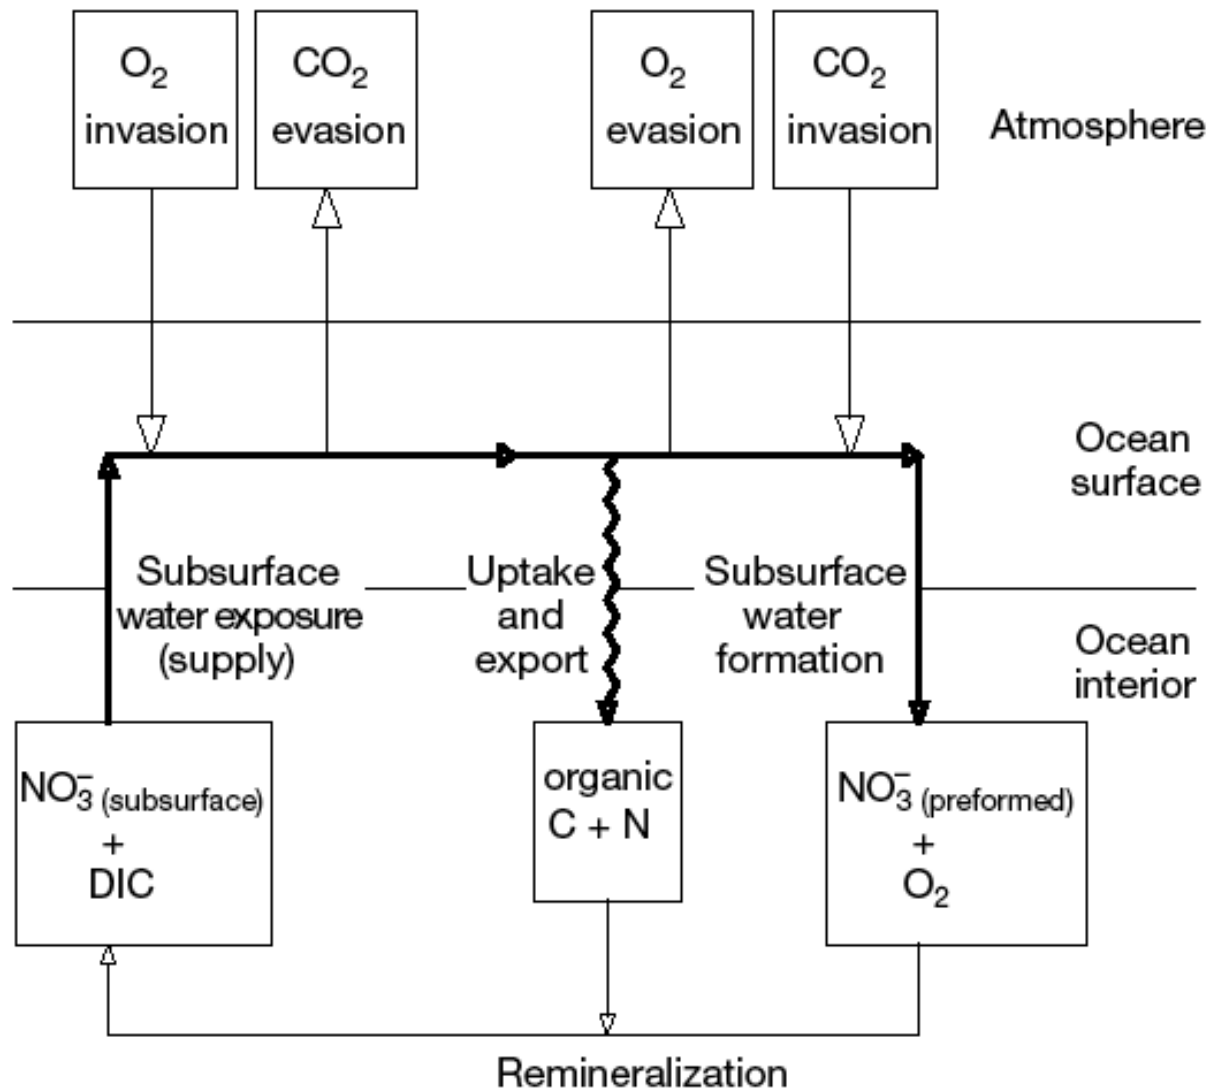 O₂
invasion
CO₂
evasion
O₂
evasion
CO₂
invasion
Atmosphere
Ocean
surface
Subsurface
water exposure
(supply)
Uptake
and
export
Subsurface
water
formation
Ocean
interior
NO₃⁻ (subsurface)
+
DIC
organic
C + N
NO₃⁻ (preformed)
+
O₂
Remineralization